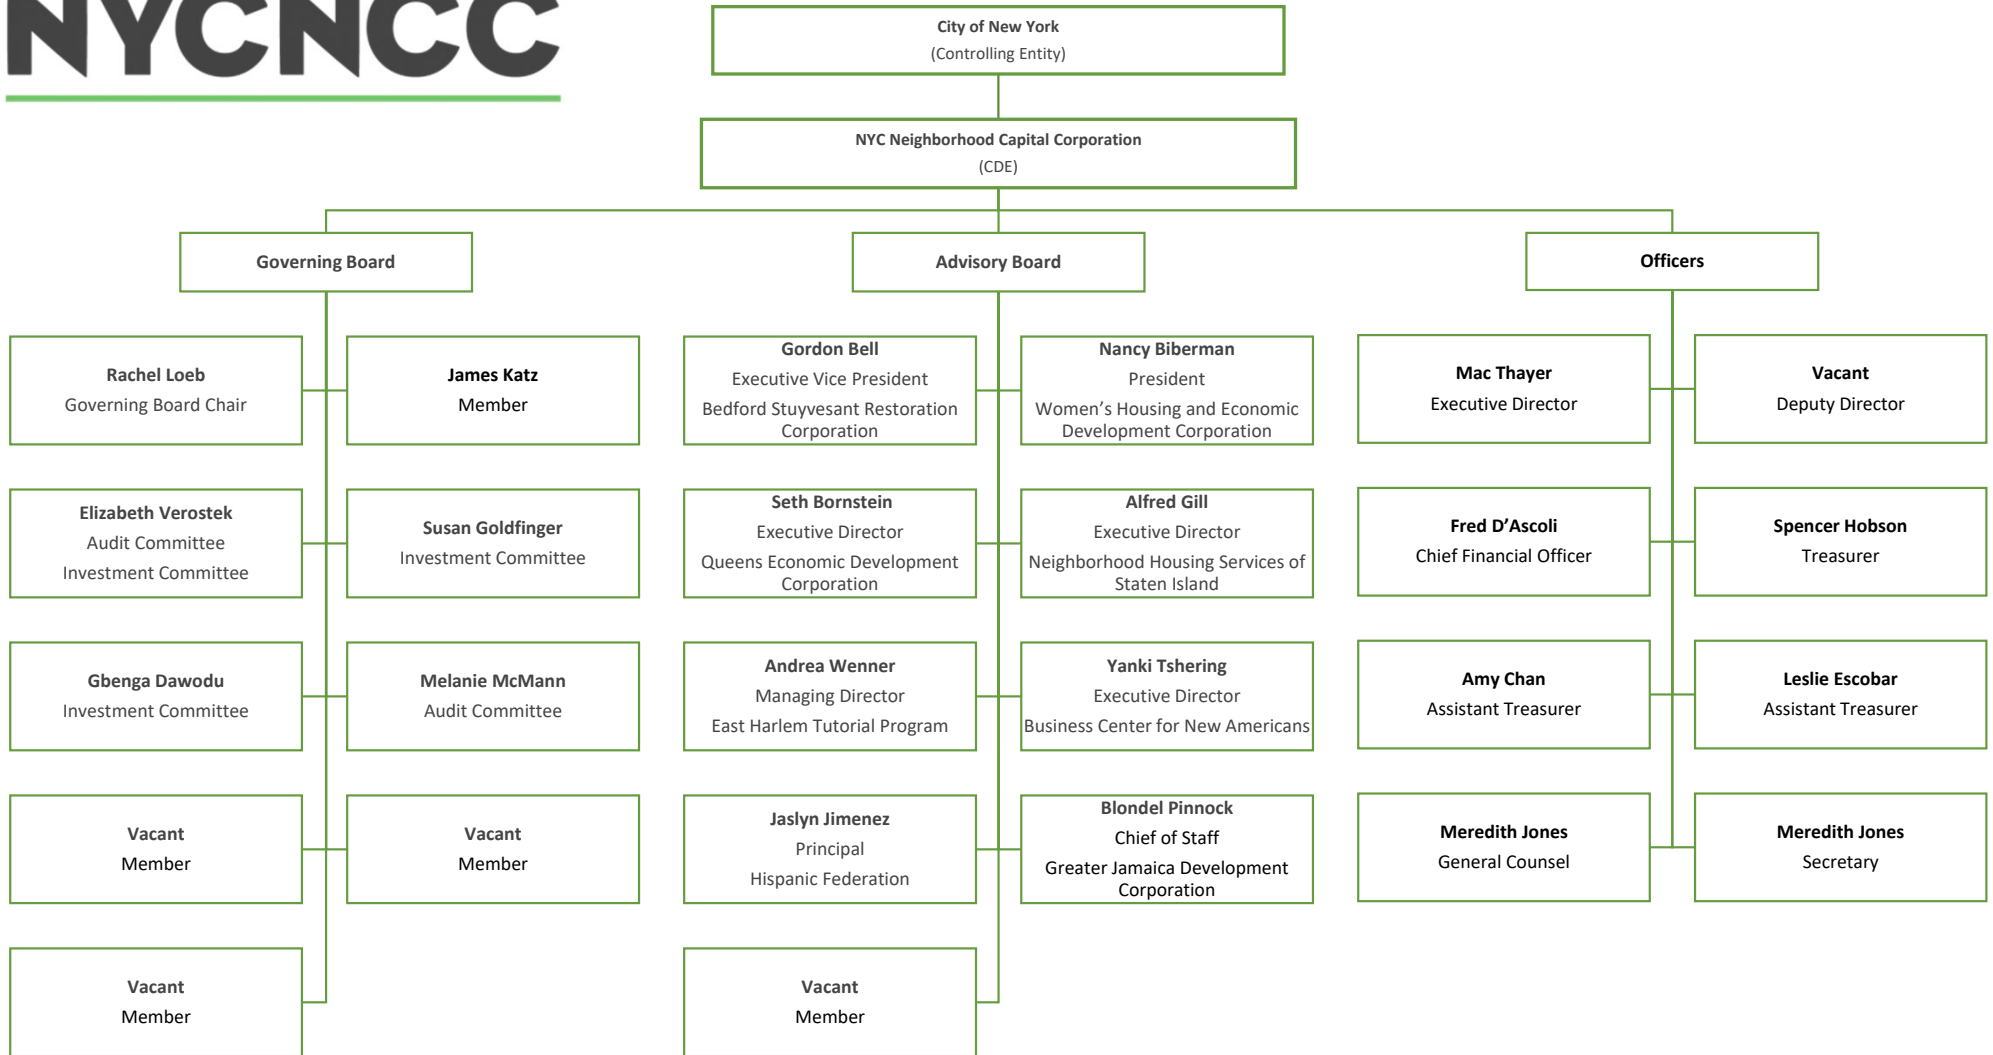 NYCNCC
City of New York
(Controlling Entity)
NYC Neighborhood Capital Corporation
(CDE)
Governing Board
Advisory Board
Officers
Rachel Loeb
Governing Board Chair
James Katz
Member
Elizabeth Verostek
Audit Committee
Investment Committee
Susan Goldfinger
Investment Committee
Gbenga Dawodu
Investment Committee
Melanie McMann
Audit Committee
Vacant
Member
Vacant
Member
Vacant
Member
Gordon Bell
Executive Vice President
Bedford Stuyvesant Restoration
Corporation
Nancy Biberman
President
Women’s Housing and Economic
Development Corporation
Seth Bornstein
Executive Director
Queens Economic Development
Corporation
Alfred Gill
Executive Director
Neighborhood Housing Services of
Staten Island
Andrea Wenner
Managing Director
East Harlem Tutorial Program
Yanki Tshering
Executive Director
Business Center for New Americans
Jaslyn Jimenez
Principal
Hispanic Federation
Blondel Pinnock
Chief of Staff
Greater Jamaica Development
Corporation
Vacant
Member
Mac Thayer
Executive Director
Vacant
Deputy Director
Fred D’Ascoli
Chief Financial Officer
Spencer Hobson
Treasurer
Amy Chan
Assistant Treasurer
Leslie Escobar
Assistant Treasurer
Meredith Jones
General Counsel
Meredith Jones
Secretary